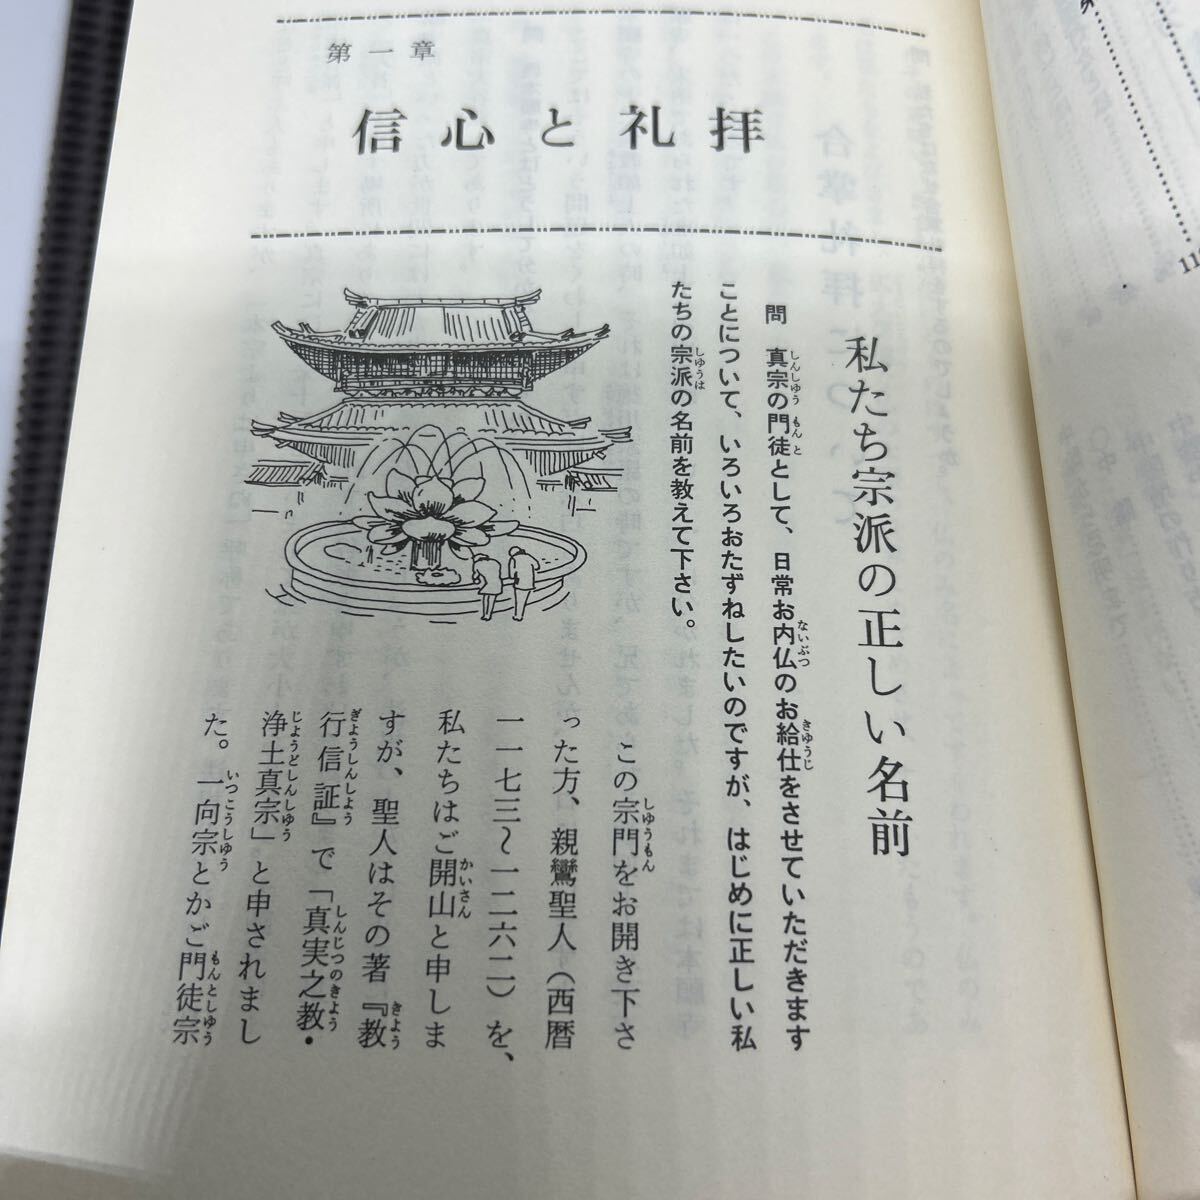 第一章
信心と礼拝
私たち宗派の正しい名前
問　真宗の門徒として、日常お内仏のお給仕をさせていただきます
ことについて、いろいろおたずねしたいのですが、はじめに正しい私
たちの宗派の名前を教えて下さい。
この宗門をお開き下さ
った方、親鸞聖人（西暦
一一七三〜一二六二）を、
私たちはご開山と申しま
すが、聖人はその著『教
行信証』で「真実之教・
浄土真宗」と申されまし
た。一向宗とかご門徒宗